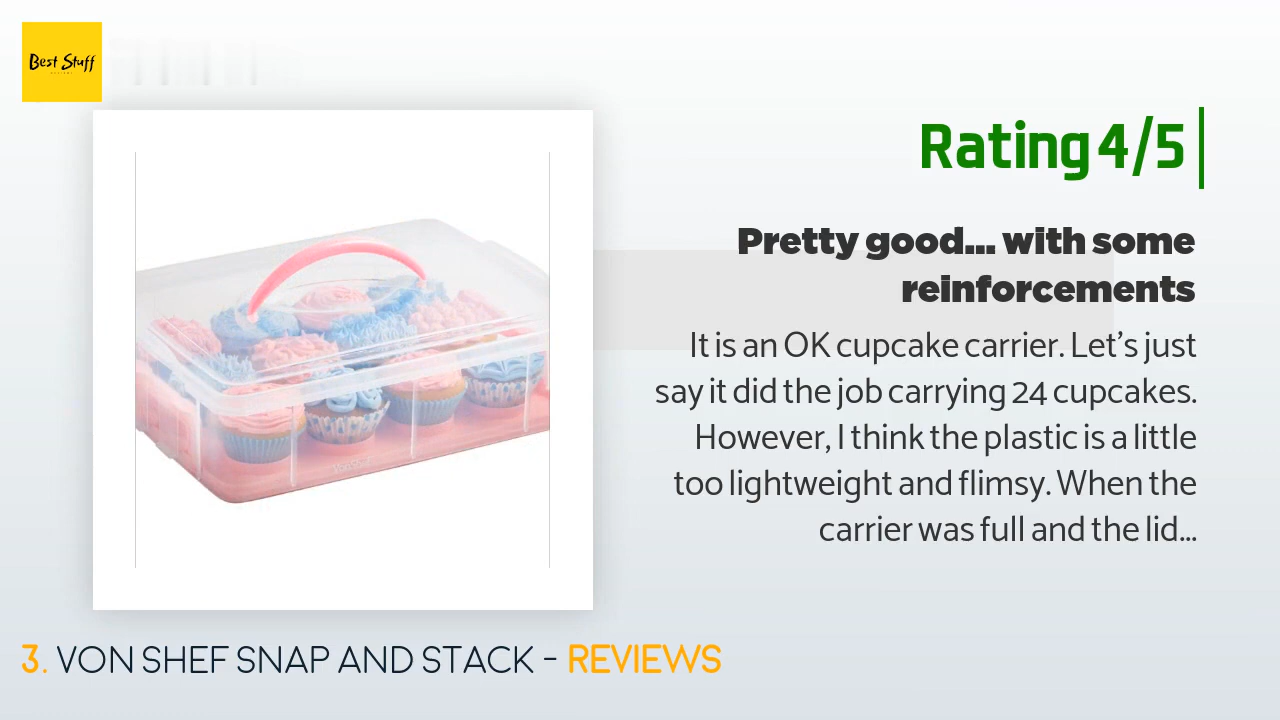 Best Stuff
Rating 4/5
Pretty good... with some
reinforcements
It is an OK cupcake carrier. Let's just
say it did the job carrying 24 cupcakes.
However, I think the plastic is a little
too lightweight and flimsy. When the
carrier was full and the lid...
VonShef
3. VON SHEF SNAP AND STACK - REVIEWS